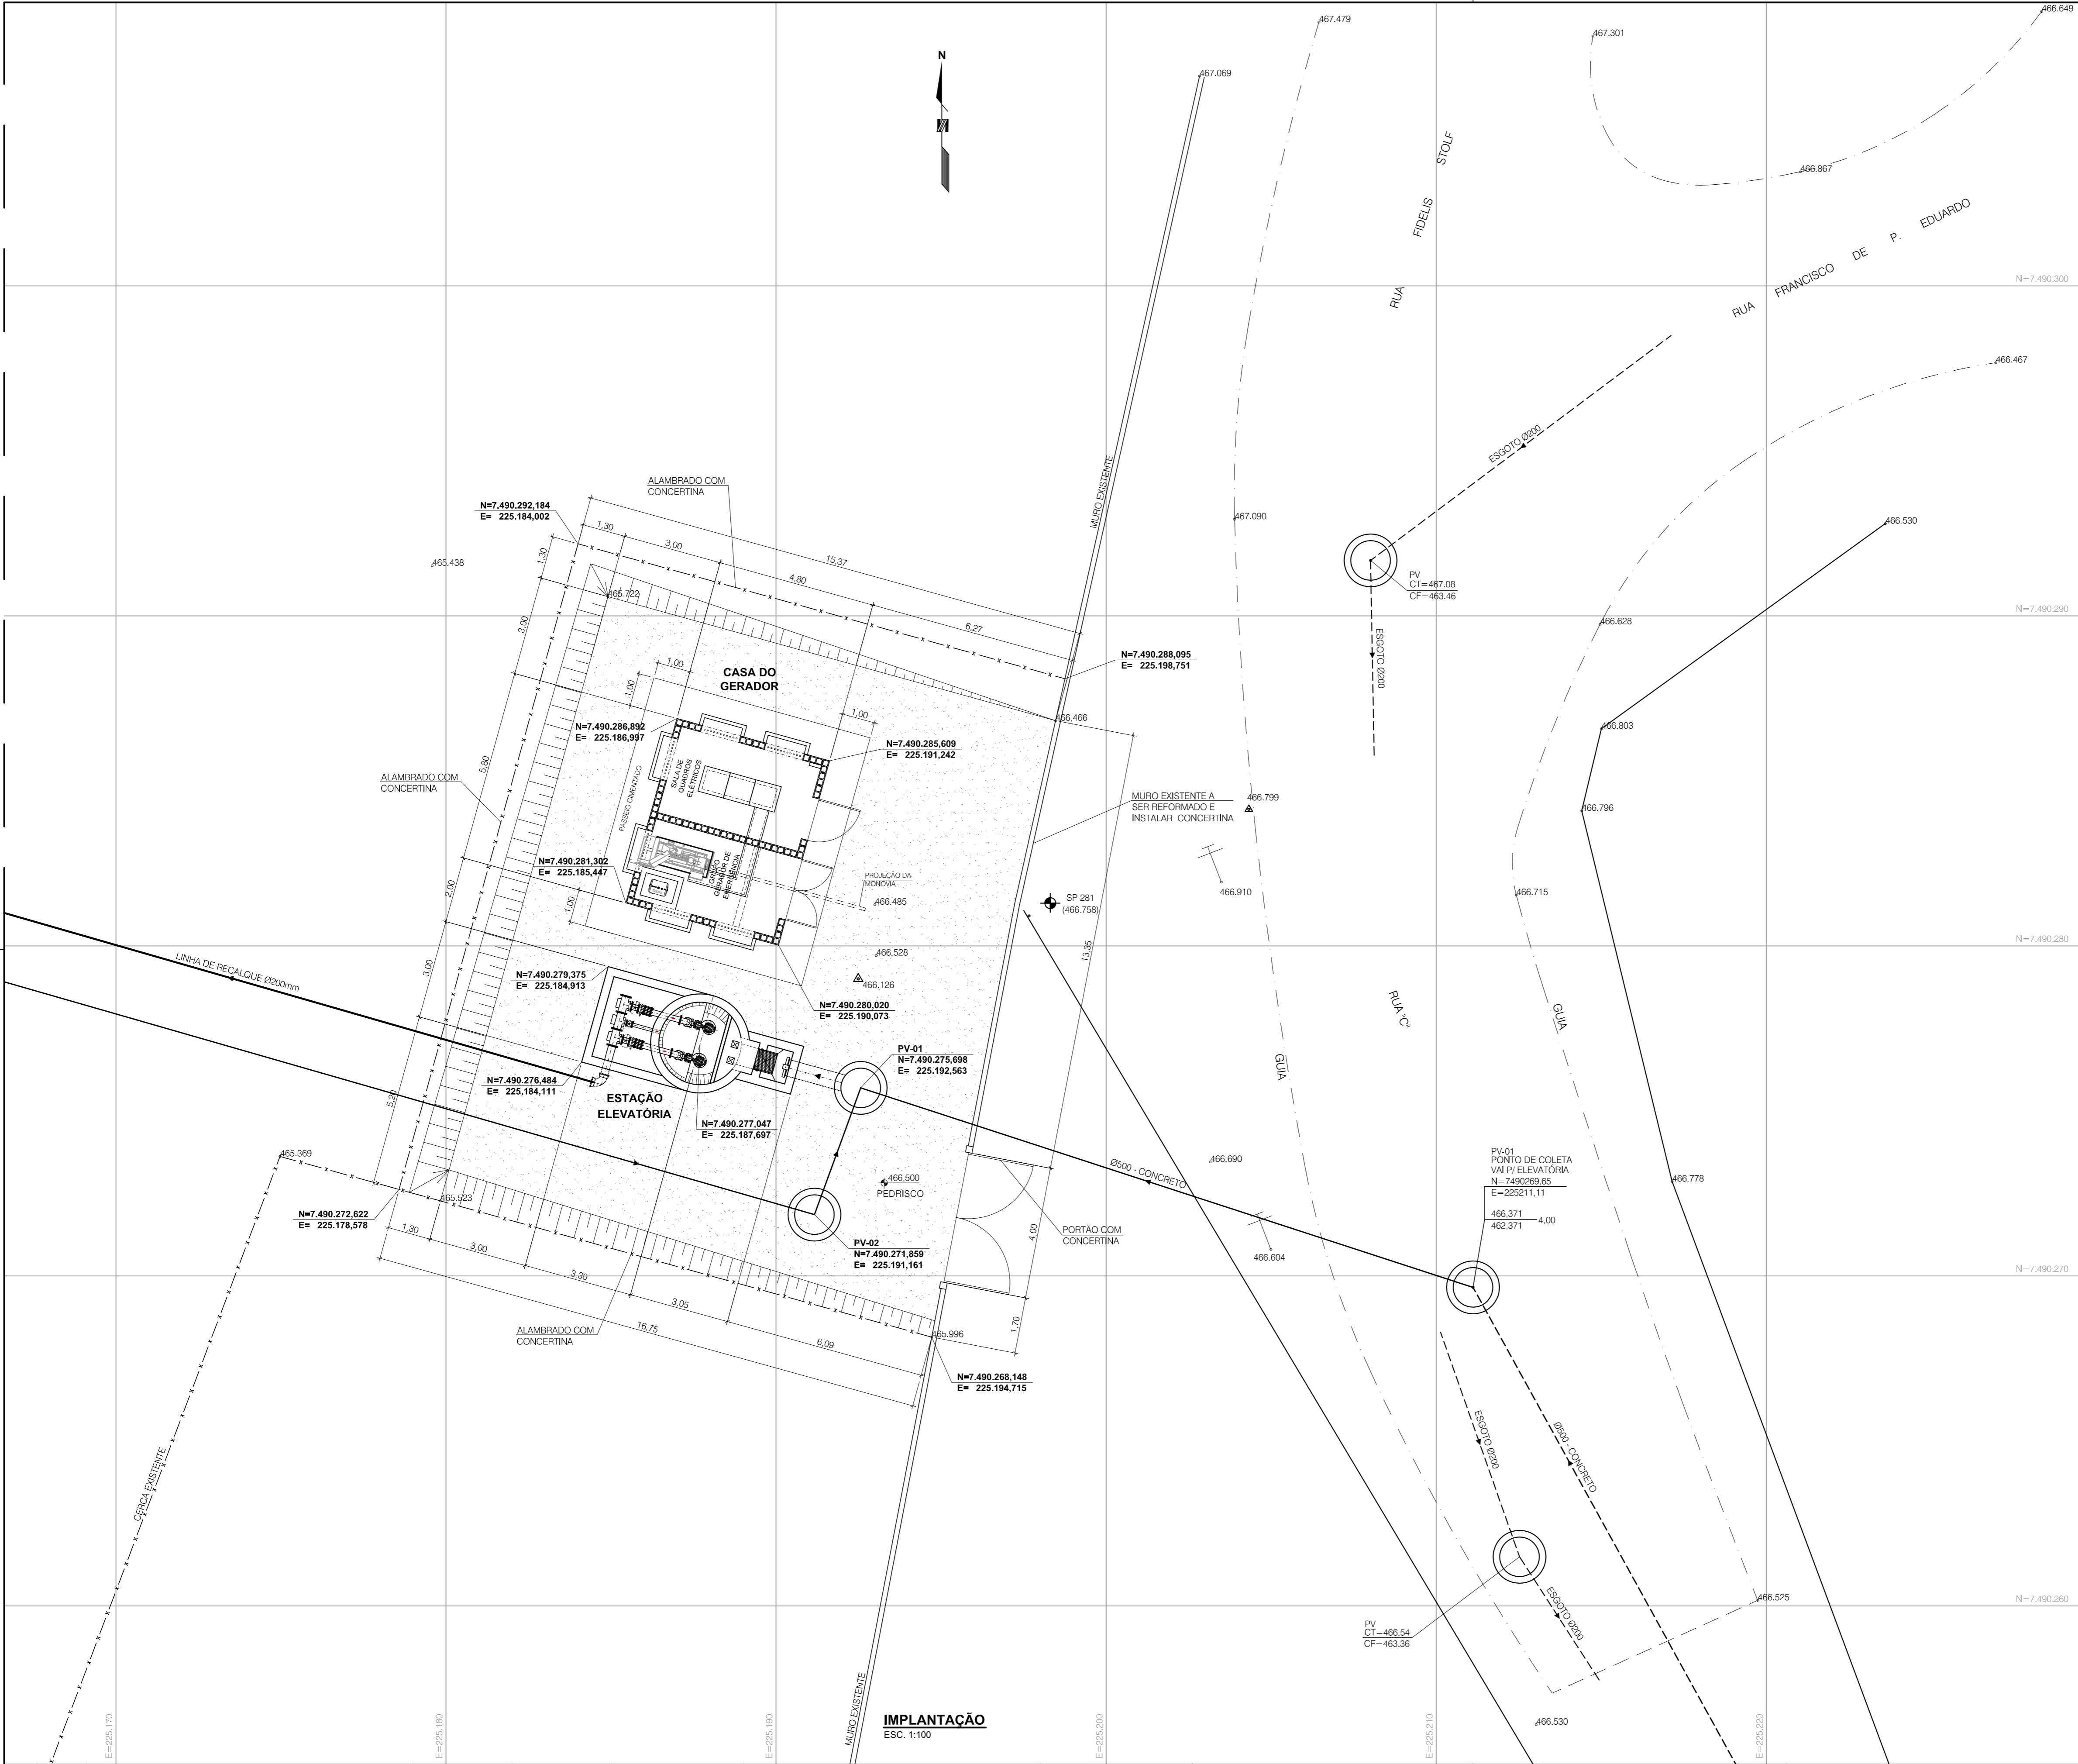 466.649
467.479
467.301
N
467.069
RUA FIDELIS STOLF
466.867
RUA FRANCISCO DE P. EDUARDO
N=7.490.300
466.467
ESGOTO Ø200
ALAMBRADO COM
CONCERTINA
MURO EXISTENTE
N=7.490.292,184
E= 225.184,002
1,30
3,00
15,37
4,80
6,27
1,30
3,00
465.438
465.722
467.090
466.530
PV
CT=467.08
CF=463.46
N=7.490.290
466.628
ESGOTO Ø200
N=7.490.288,095
E= 225.198,751
1,00
CASA DO
GERADOR
1,00
1,00
466.466
466.803
N=7.490.286,892
E= 225.186,997
N=7.490.285,609
E= 225.191,242
SALA DE
QUADROS
ELÉTRICOS
PASSEIO CIMENTADO
5,80
ALAMBRADO COM
CONCERTINA
MURO EXISTENTE A
SER REFORMADO E
INSTALAR CONCERTINA
466.799
466.796
N=7.490.281,302
E= 225.185,447
GRUPO
GERADOR DE
EMERGÊNCIA
PROJEÇÃO DA
MONOVIA
466.485
2,00
1,00
466.910
466.715
SP 281
(466.758)
13,35
N=7.490.280
466.528
LINHA DE RECALQUE Ø200mm
3,00
N=7.490.279,375
E= 225.184,913
466.126
N=7.490.280,020
E= 225.190,073
RUA "C"
GUIA
GUIA
PV-01
N=7.490.275,698
E= 225.192,563
N=7.490.276,484
E= 225.184,111
5,20
ESTAÇÃO
ELEVATÓRIA
N=7.490.277,047
E= 225.187,697
465.369
466.690
Ø500 - CONCRETO
PV-01
PONTO DE COLETA
VAI P/ ELEVATÓRIA
N=7490269,65
E=225211,11
466.371
462.371
4,00
466.778
466.500
PEDRISCO
465.523
N=7.490.272,622
E= 225.178,578
1,30
3,00
3,30
3,05
6,09
16,75
PORTÃO COM
CONCERTINA
4,00
466.604
PV-02
N=7.490.271,859
E= 225.191,161
N=7.490.270
ALAMBRADO COM
CONCERTINA
465.996
1,70
N=7.490.268,148
E= 225.194,715
ESGOTO Ø200
Ø500 - CONCRETO
CERCA EXISTENTE
ESGOTO Ø200
466.525
N=7.490.260
PV
CT=466.54
CF=463.36
MURO EXISTENTE
IMPLANTAÇÃO
ESC. 1:100
466.530
E=225.170
E=225.180
E=225.190
E=225.200
E=225.210
E=225.220